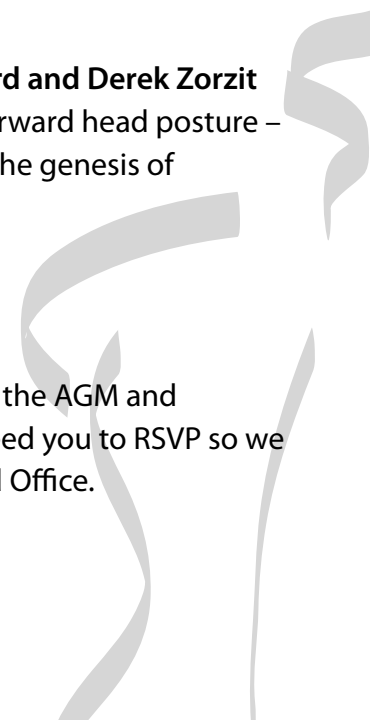 rd and Derek Zorzit
rward head posture –
he genesis of
the AGM and
ed you to RSVP so we
l Office.